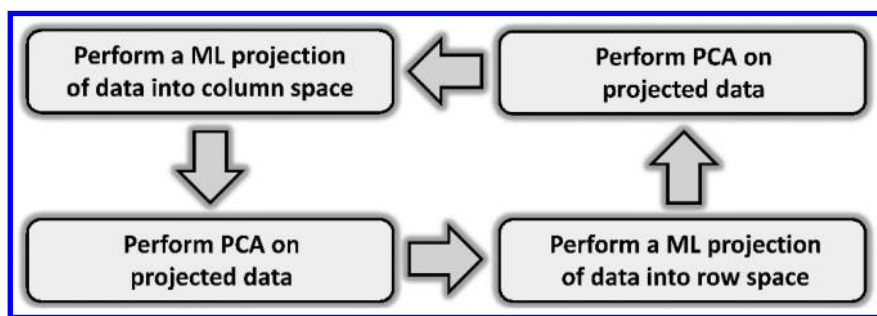 Perform a ML projection
of data into column space
Perform PCA on
projected data
Perform PCA on
projected data
Perform a ML projection
of data into row space